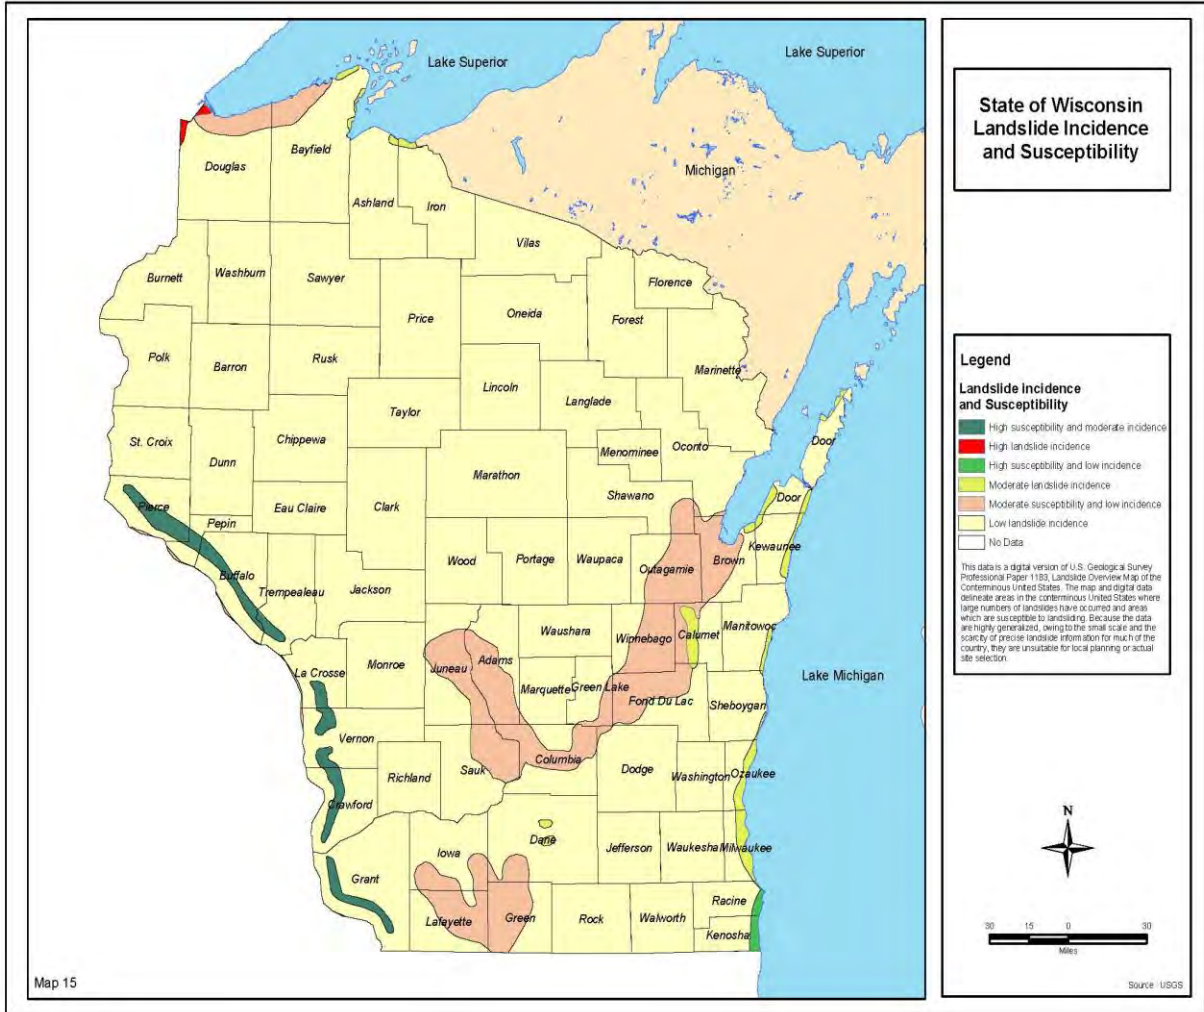 Lake Superior
Lake Superior
Michigan
Douglas
Bayfield
Ashland
Iron
Vilas
Burnett
Washburn
Sawyer
Florence
Price
Oneida
Forest
Polk
Barron
Rusk
Marinette
Lincoln
Langlade
Taylor
Door
St. Croix
Chippewa
Oconto
Menominee
Dunn
Marathon
Shawano
Door
Pierce
Eau Claire
Clark
Pepin
Kewaunee
Wood
Portage
Waupaca
Outagamie
Brown
Buffalo
Trempealeau
Jackson
Waushara
Winnebago
Calumet
Manitowoc
Monroe
Juneau
Adams
La Crosse
Marquette
Green Lake
Fond Du Lac
Sheboygan
Lake Michigan
Vernon
Columbia
Sauk
Dodge
Washington
Ozaukee
Richland
Crawford
Iowa
Dane
Jefferson
Waukesha
Milwaukee
Grant
Racine
Lafayette
Green
Rock
Walworth
Kenosha
Map 15
State of Wisconsin
Landslide Incidence
and Susceptibility
Legend
Landslide incidence
and Susceptibility
High susceptibility and moderate incidence
High landslide incidence
High susceptibility and low incidence
Moderate landslide incidence
Moderate susceptibility and low incidence
Low landslide incidence
No Data
This data is a digital version of U.S. Geological Survey
Professional Paper 1183, Landslide Overview Map of the
Conterminous United States. The map and digital data
delineate areas in the conterminous United States where
large numbers of landslides have occurred and areas
which are susceptible to landsliding. Because the data
are highly generalized, owing to the small scale and the
scarcity of precise landslide information for much of the
country, they are unsuitable for local planning or actual
site selection.
N
30 15 0 30
Miles
Source : USGS